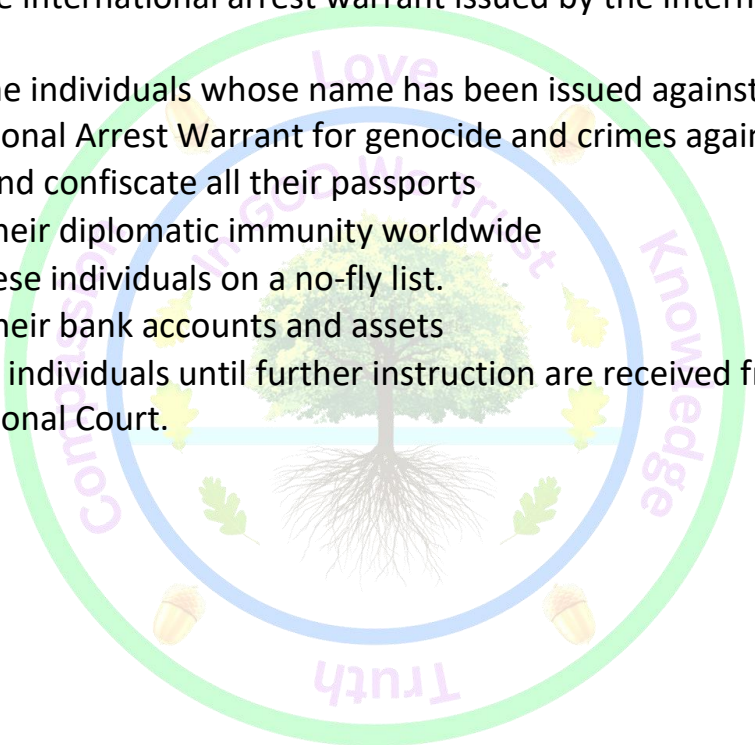 e international arrest warrant issued by the Intern
ne individuals whose name has been issued against
onal Arrest Warrant for genocide and crimes again
nd confiscate all their passports
heir diplomatic immunity worldwide
ese individuals on a no-fly list.
heir bank accounts and assets
individuals until further instruction are received f
onal Court.
Love
In GOD We Trust
Compassion
Knowledge
Truth